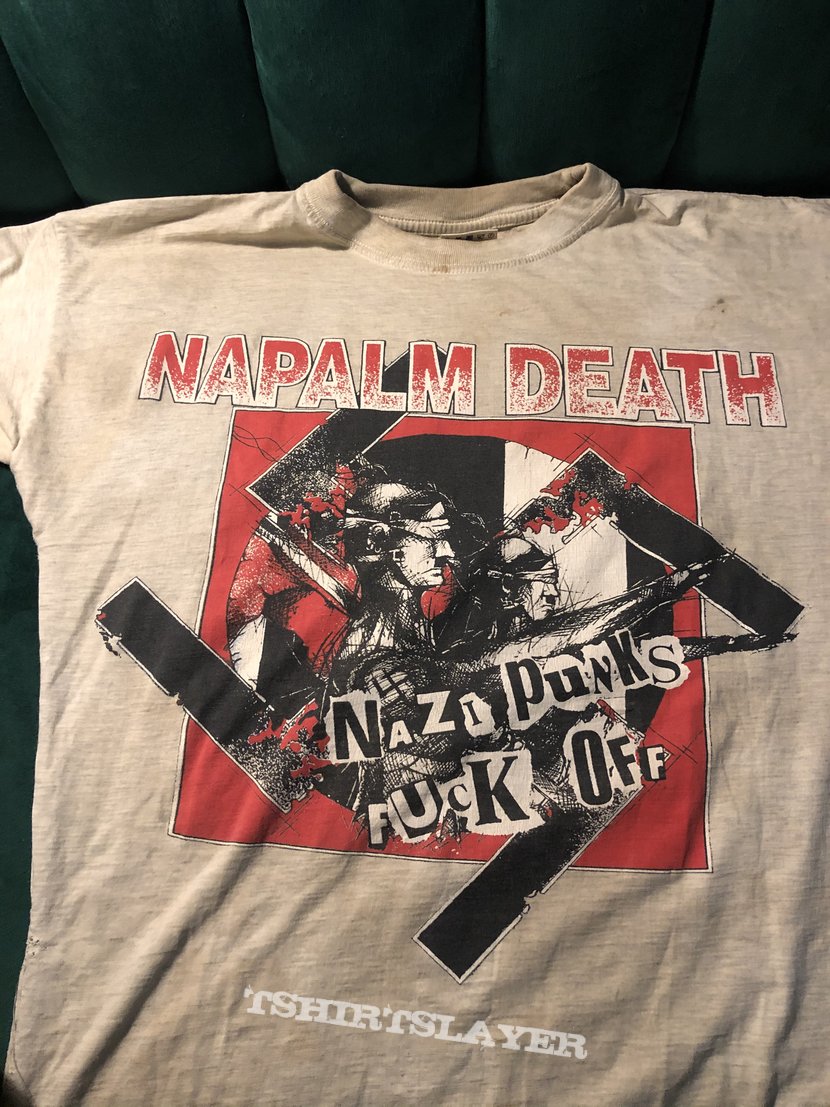 NAPALM DEATH
NAZI PUNKS
FUCK OFF
TSHIRTSLAYER